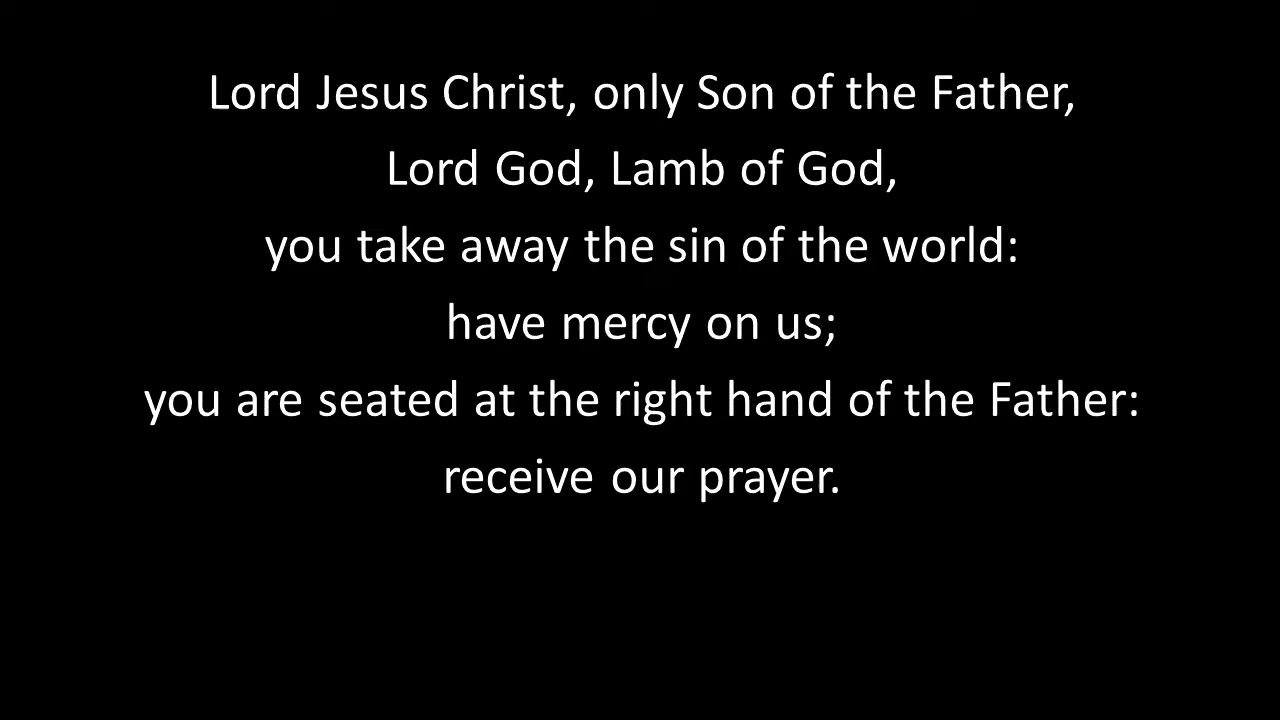 Lord Jesus Christ, only Son of the Father,
Lord God, Lamb of God,
you take away the sin of the world:
have mercy on us;
you are seated at the right hand of the Father:
receive our prayer.